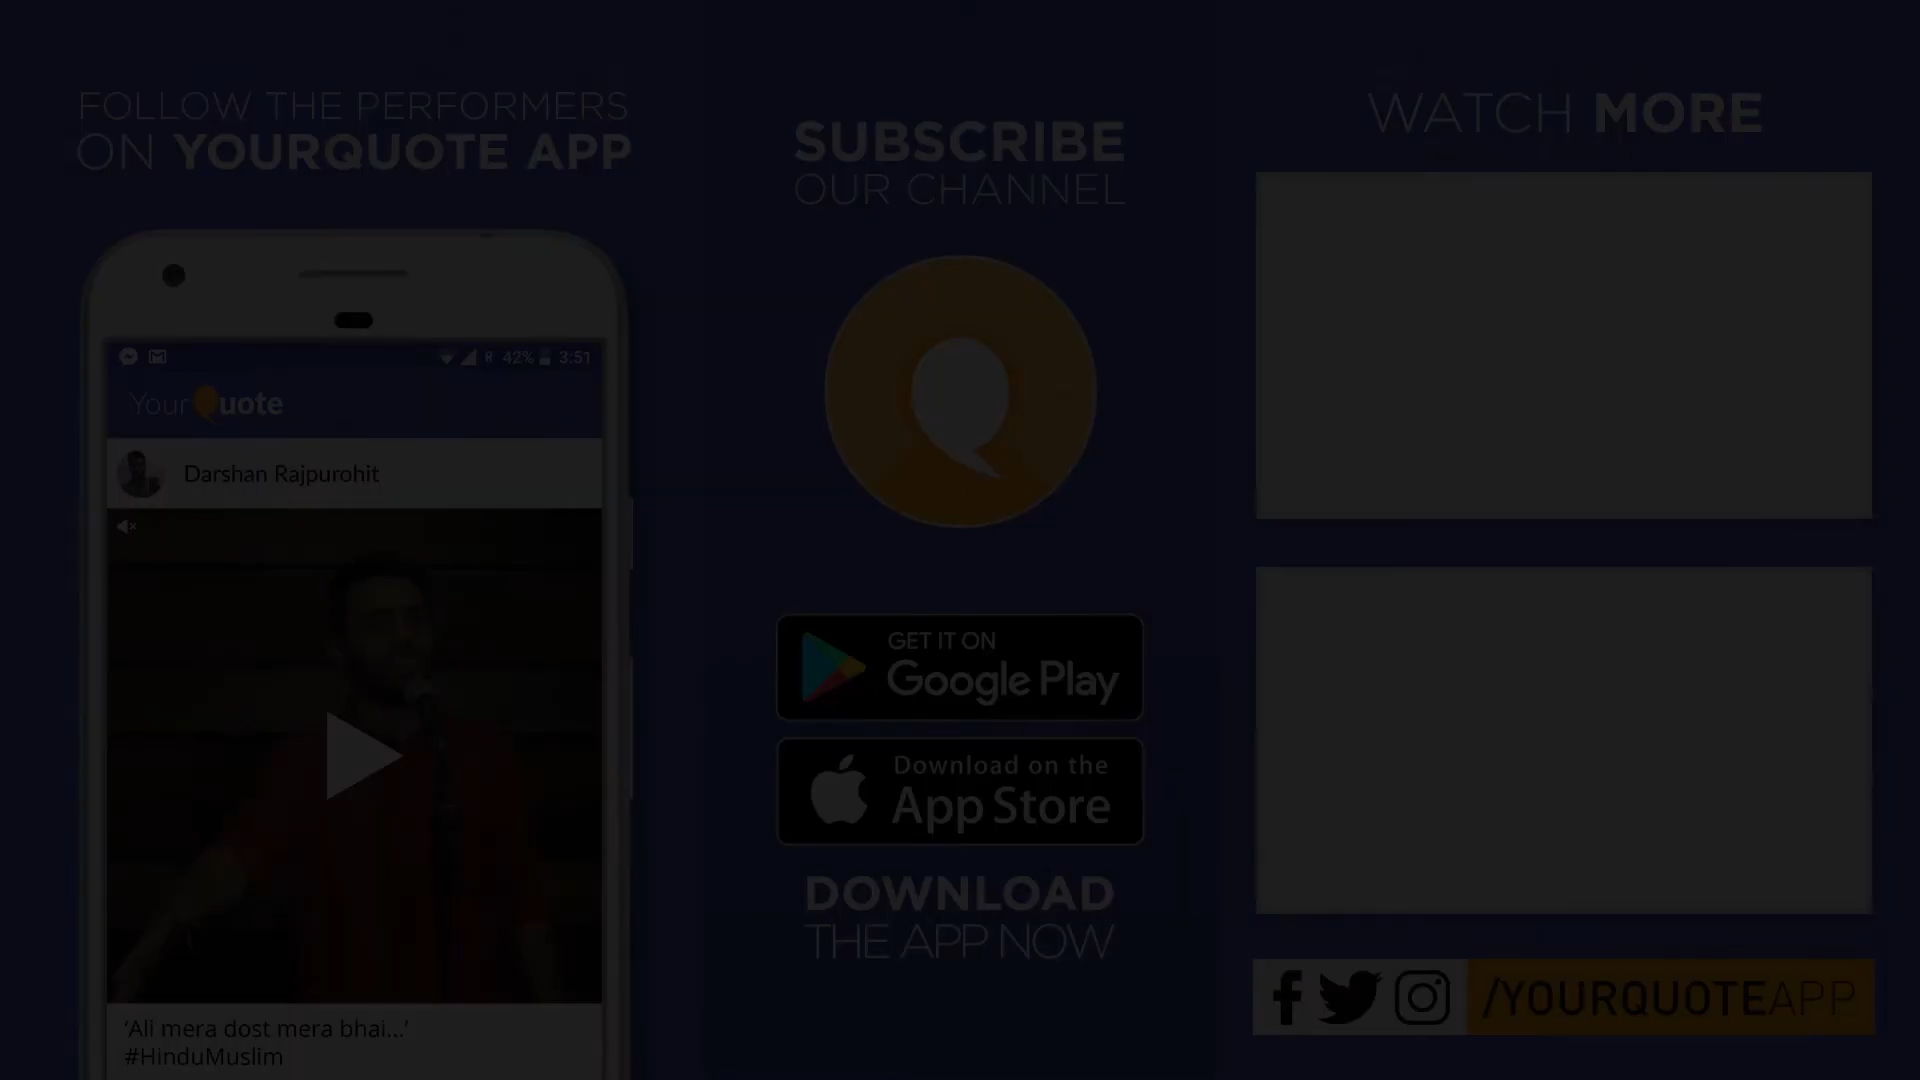 FOLLOW THE PERFORMERS
ON YOURQUOTE APP
42% 3:51
YourQuote
Darshan Rajpurohit
'Ali mera dost mera bhai...'
#HinduMuslim
SUBSCRIBE
OUR CHANNEL
GET IT ON
Google Play
Download on the
App Store
DOWNLOAD
THE APP NOW
WATCH MORE
/YOURQUOTEAPP